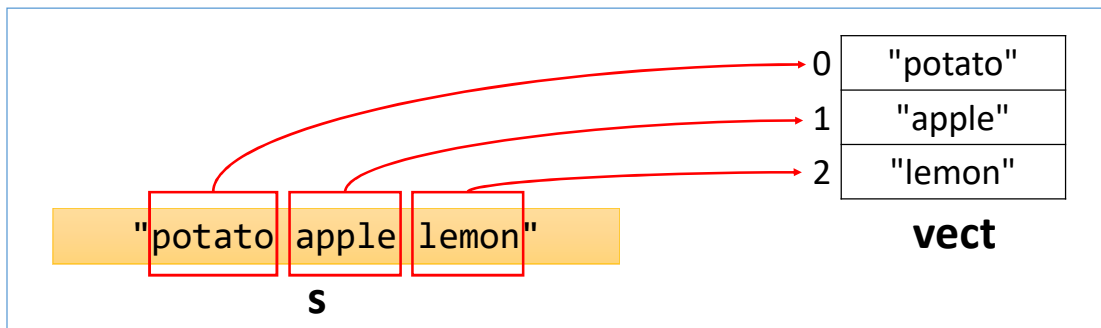 0 "potato"
1 "apple"
2 "lemon"
"potato apple lemon"
vect
s